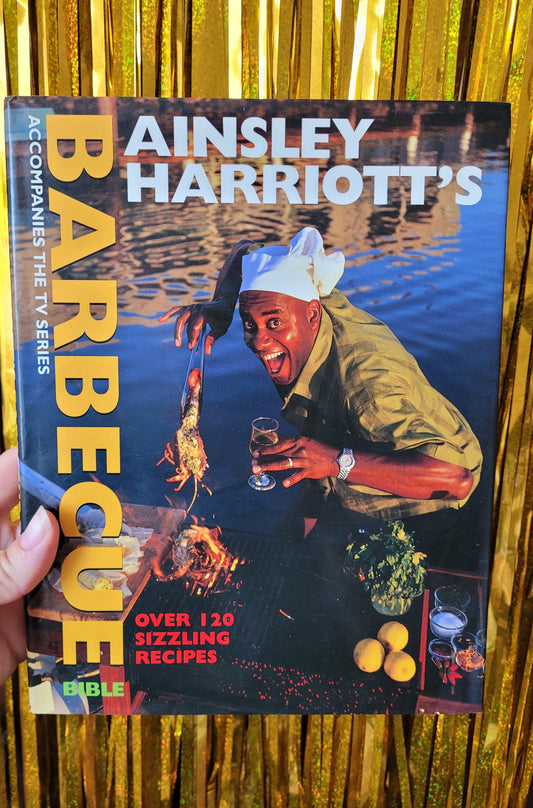 AINSLEY
HARRIOTT'S
BARBECUE
BIBLE
ACCOMPANIES THE TV SERIES
OVER 120
SIZZLING
RECIPES